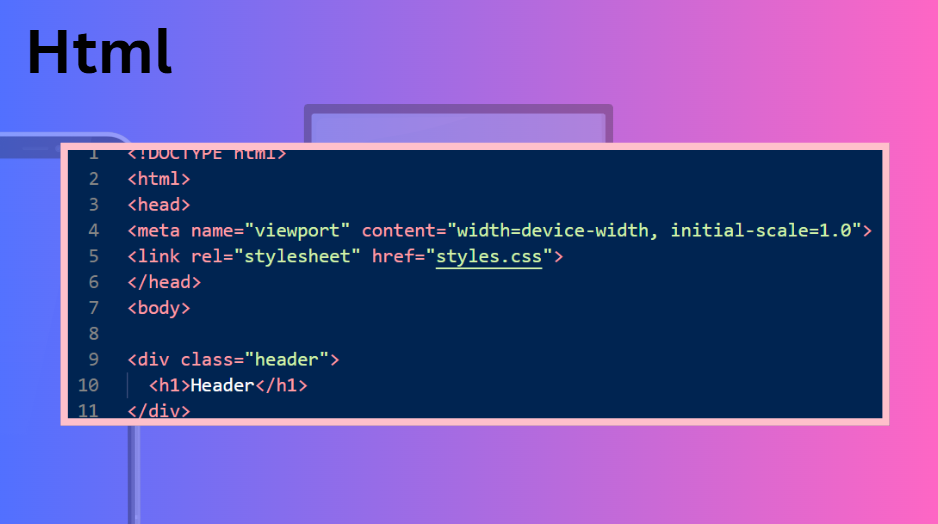 Html
1 <!DOCTYPE html>
2 <html>
3 <head>
4 <meta name="viewport" content="width=device-width, initial-scale=1.0">
5 <link rel="stylesheet" href="styles.css">
6 </head>
7 <body>
8
9 <div class="header">
10   <h1>Header</h1>
11 </div>